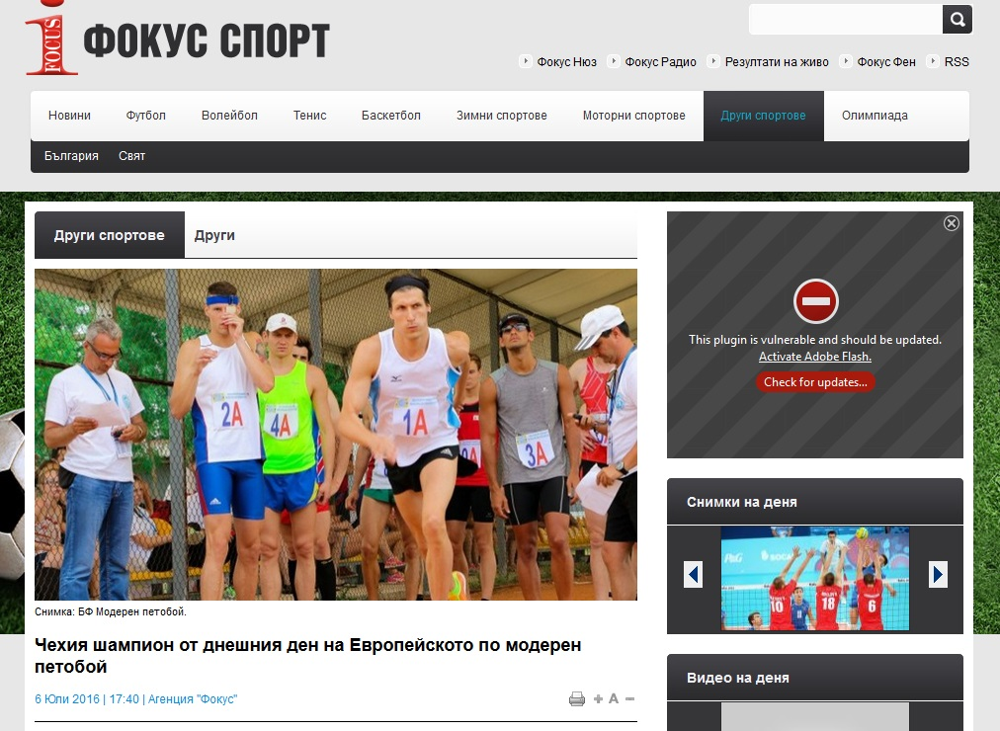 FOCUS
ФОКУС СПОРТ
Фокус Нюз Фокус Радио Резултати на живо Фокус Фен RSS
Новини Футбол Волейбол Тенис Баскетбол Зимни спортове Моторни спортове Други спортове Олимпиада
България Свят
Други спортове Други
2A
4A
1A
3A
This plugin is vulnerable and should be updated.
Activate Adobe Flash.
Check for updates...
Снимка: БФ Модерен петобой.
Чехия шампион от днешния ден на Европейското по модерен
петобой
6 Юли 2016 | 17:40 | Агенция "Фокус"
A
Снимки на деня
P&G
10
18
6
Видео на деня